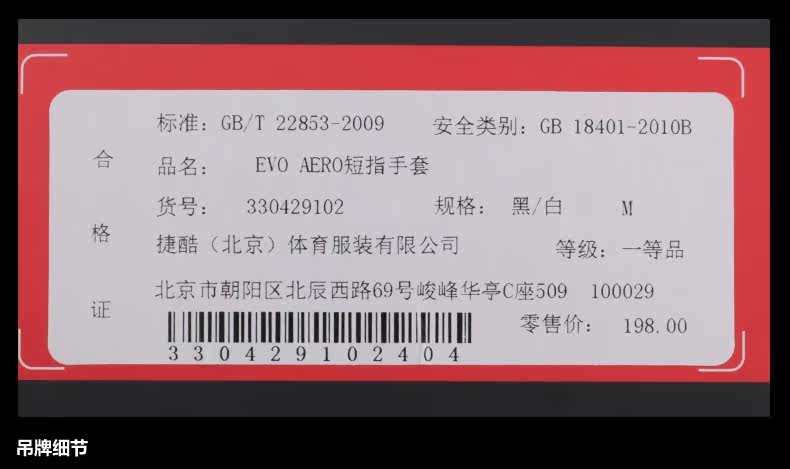 合格证
标准：GB/T 22853-2009 安全类别：GB 18401-2010B
品名： EVO AERO短指手套
货号： 330429102 规格： 黑/白 M
捷酷（北京）体育服装有限公司 等级：一等品
北京市朝阳区北辰西路69号峻峰华亭C座509 100029
零售价： 198.00
330429102404
吊牌细节